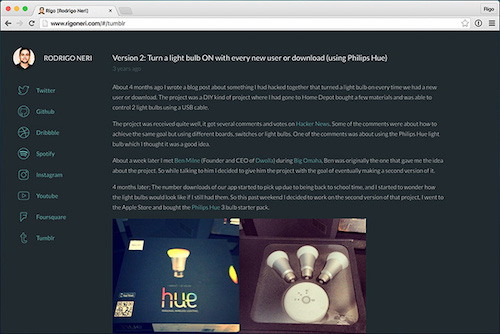 Rigo (Rodrigo Neri)
Rigo
www.rigoneri.com/#/tumblr
RODRIGO NERI
Twitter
Github
Dribbble
Spotify
Instagram
Youtube
Foursquare
Tumblr
Version 2: Turn a light bulb ON with every new user or download (using Philips Hue)
3 years ago
About 4 months ago I wrote a blog post about something I had hacked together that turned a light bulb on every time we had a new
user or download. The project was a DIY kind of project where I had gone to Home Depot bought a few materials and was able to
control 2 light bulbs using a USB cable.
The project was received quite well, it got several comments and votes on Hacker News. Some of the comments were about how to
achieve the same goal but using different boards, switches or light bulbs. One of the comments was about using the Philips Hue light
bulb which I thought it was a good idea.
About a week later I met Ben Milne (Founder and CEO of Dwolla) during Big Omaha, Ben was originally the one that gave me the idea
about the project. So while talking to him I decided to give him the project with the goal of eventually making a second version of it.
4 months later; The number downloads of our app started to pick up due to being back to school time, and I started to wonder how
the light bulbs would look like if I still had them. So this past weekend I decided to work on the second version of that project, I went to
the Apple Store and bought the Philips Hue 3 bulb starter pack.
hue
PERSONAL WIRELESS LIGHTING